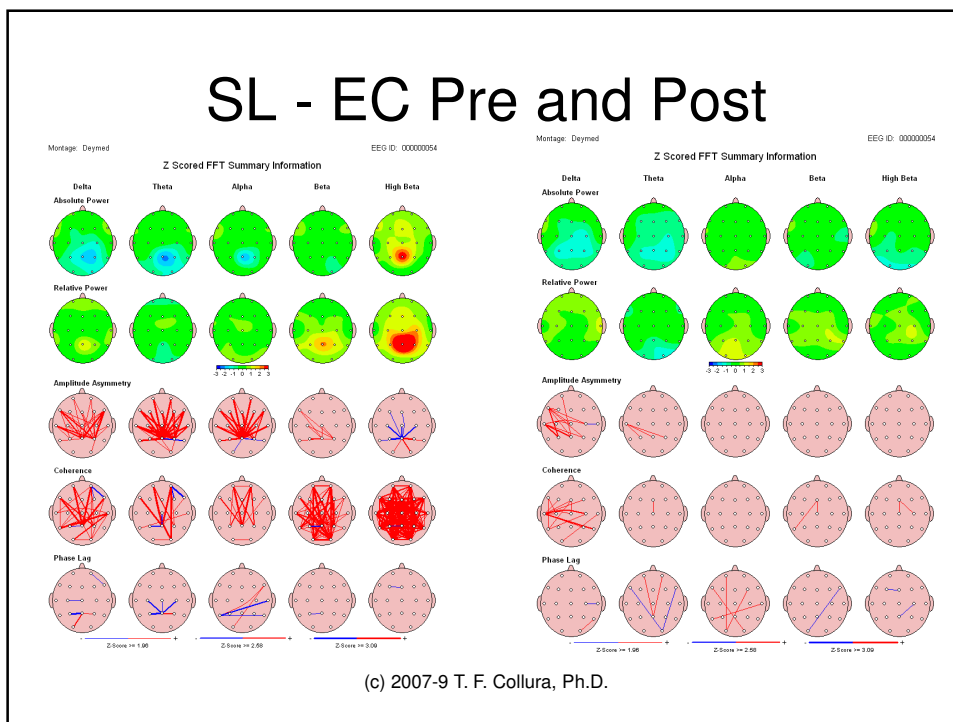 SL - EC Pre and Post
Montage: Deymed EEG ID: 000000054
Z Scored FFT Summary Information
Delta Theta Alpha Beta High Beta
Absolute Power
Relative Power
-3 -2 -1 0 1 2 3
Amplitude Asymmetry
Coherence
Phase Lag
- + - + - +
Z-Score >= 1.96 Z-Score >= 2.58 Z-Score >= 3.09
Montage: Deymed EEG ID: 000000054
Z Scored FFT Summary Information
Delta Theta Alpha Beta High Beta
Absolute Power
Relative Power
-3 -2 -1 0 1 2 3
Amplitude Asymmetry
Coherence
Phase Lag
- + - + - +
Z-Score >= 1.96 Z-Score >= 2.58 Z-Score >= 3.09
(c) 2007-9 T. F. Collura, Ph.D.